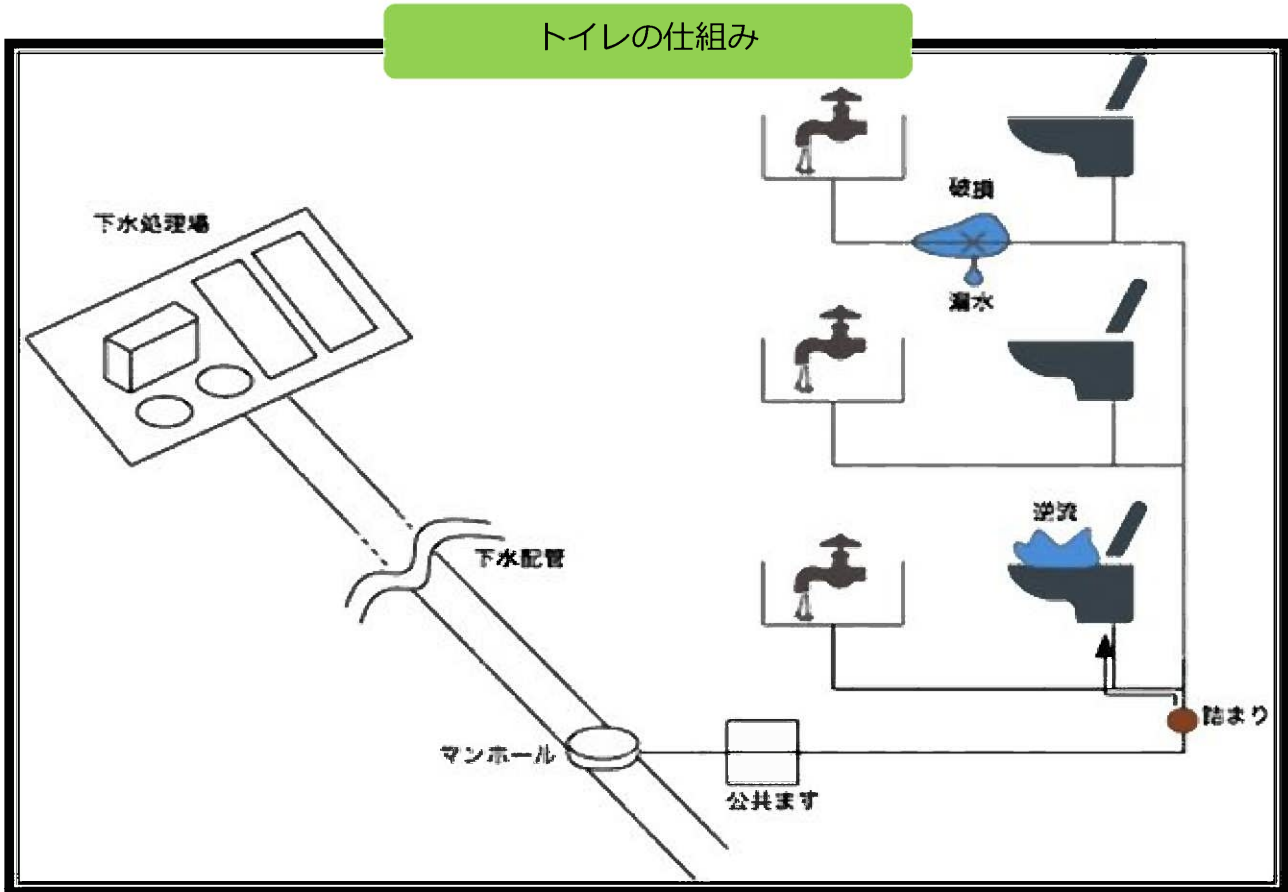 トイレの仕組み
下水処理場
破損
漏水
逆流
下水配管
詰まり
マンホール
公共ます